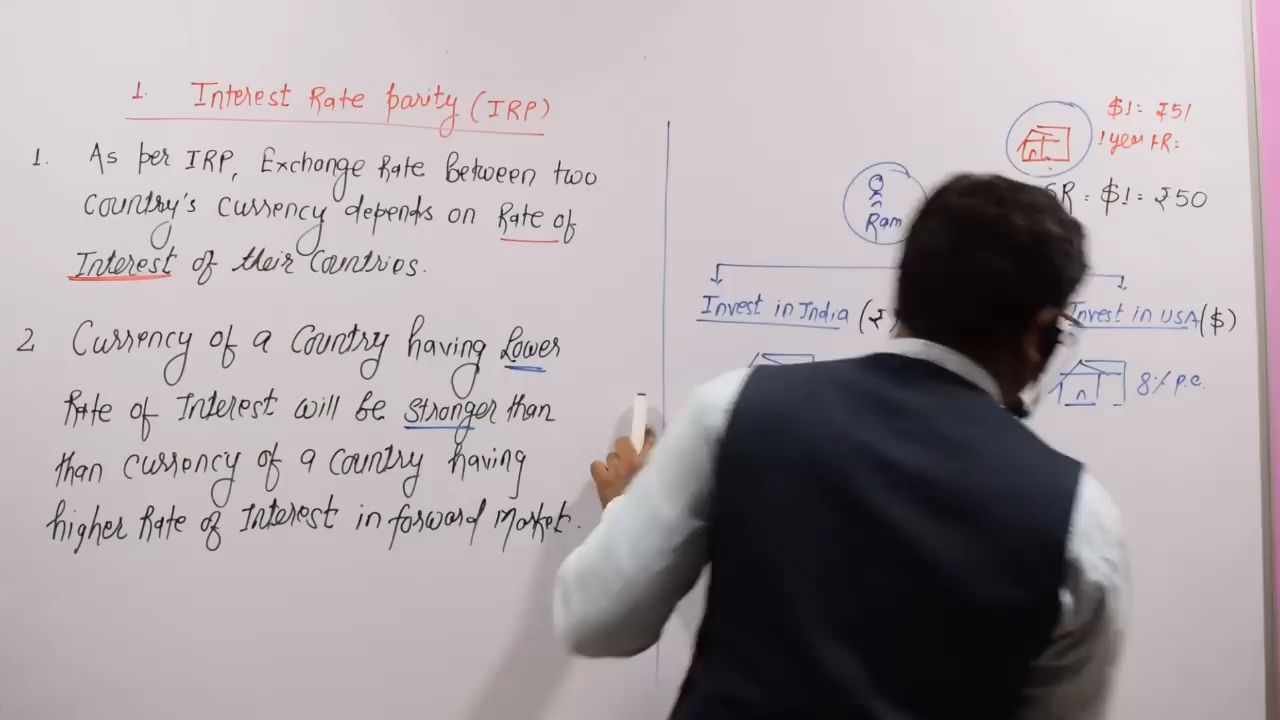 1. Interest Rate parity (IRP)
1. As per IRP, Exchange Rate Between two
Country's Currency depends on Rate of
Interest of their Countries.
2 Currency of a Country having Lower
Rate of Interest will be stronger than
than currency of a country having
higher Rate of Interest in forward Market.
$1 = ₹51
1 year FR:
SR = $1 = ₹50
Ram
Invest in India (₹)
Invest in USA ($)
8% p.a.